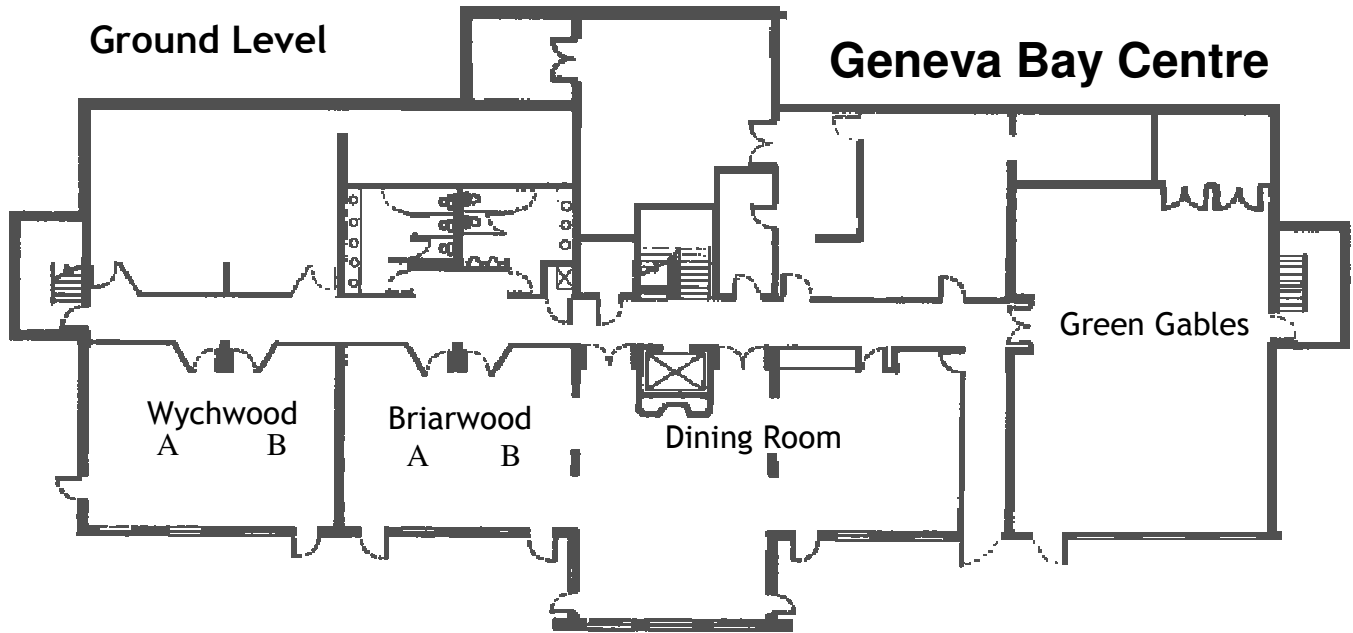 Ground Level
Geneva Bay Centre
Green Gables
Wychwood
A B
Briarwood
A B
Dining Room